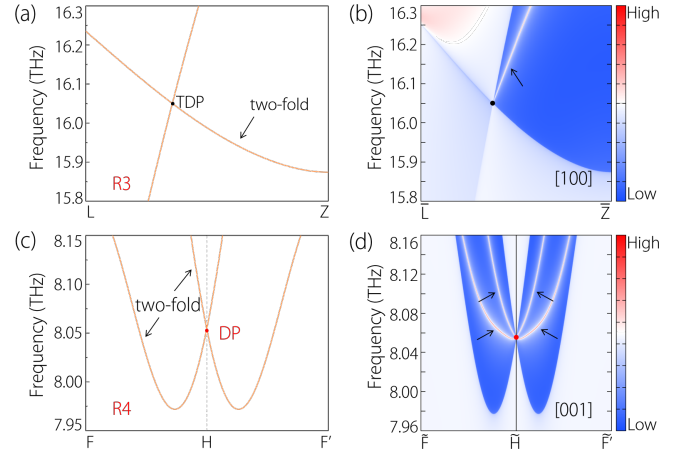 (a)
Frequency (THz)
16.3
16.2
16.1
16.0
15.9
15.8
TDP
two-fold
R3
L
Z
(b)
Frequency (THz)
16.3
16.2
16.1
16.0
15.9
15.8
[100]
L̅
Z̅
High
Low
(c)
Frequency (THz)
8.15
8.10
8.05
8.00
7.95
two-fold
DP
R4
F
H
F′
(d)
Frequency (THz)
8.16
8.12
8.08
8.04
8.00
7.96
[001]
F̃
H̃
F̃′
High
Low